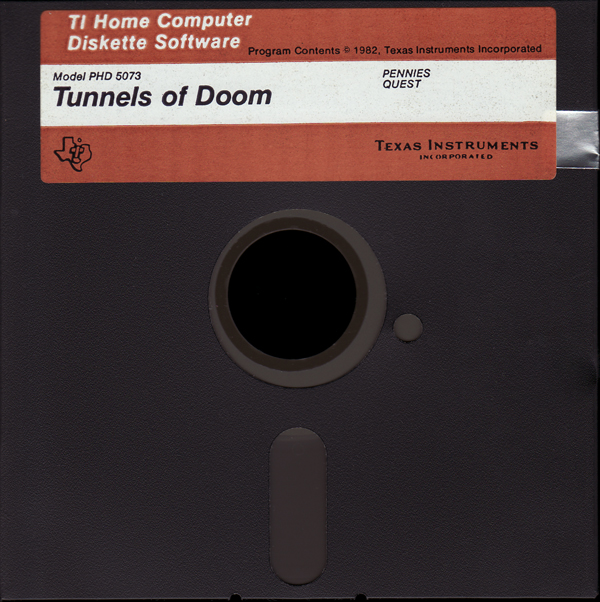 TI Home Computer
Diskette Software
Program Contents © 1982, Texas Instruments Incorporated
Model PHD 5073
Tunnels of Doom
PENNIES
QUEST
TEXAS INSTRUMENTS
INCORPORATED